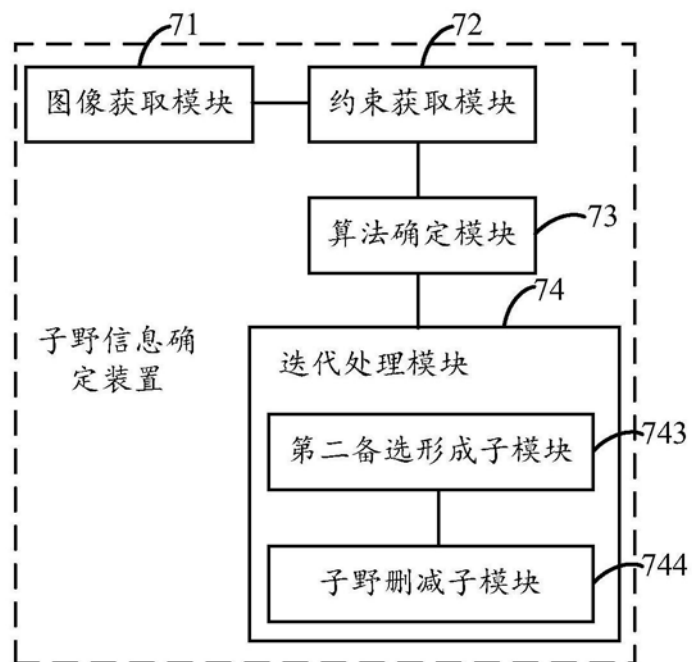 71
72
图像获取模块
约束获取模块
算法确定模块
73
74
子野信息确
定装置
迭代处理模块
第二备选形成子模块
743
子野删减子模块
744